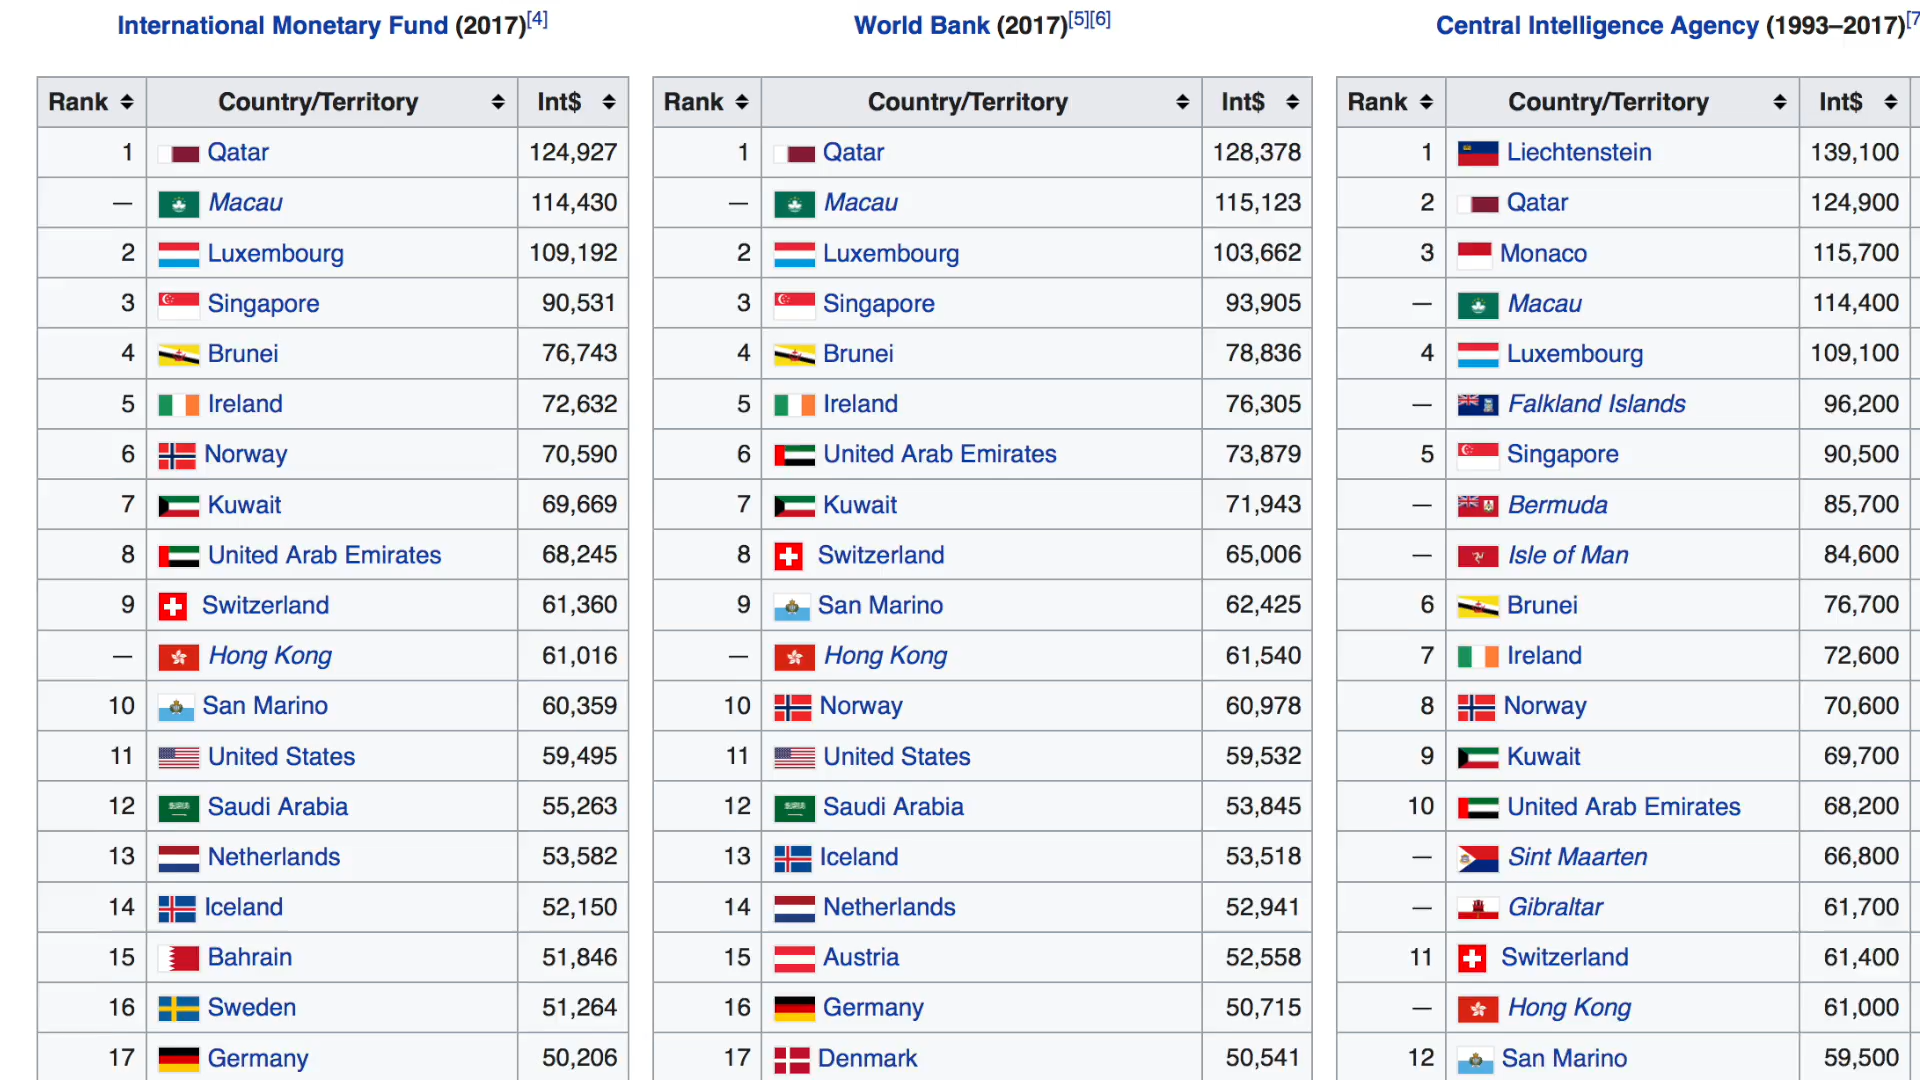 International Monetary Fund (2017)[4]
Rank Country/Territory Int$
1 Qatar 124,927
— Macau 114,430
2 Luxembourg 109,192
3 Singapore 90,531
4 Brunei 76,743
5 Ireland 72,632
6 Norway 70,590
7 Kuwait 69,669
8 United Arab Emirates 68,245
9 Switzerland 61,360
— Hong Kong 61,016
10 San Marino 60,359
11 United States 59,495
12 Saudi Arabia 55,263
13 Netherlands 53,582
14 Iceland 52,150
15 Bahrain 51,846
16 Sweden 51,264
17 Germany 50,206
World Bank (2017)[5][6]
Rank Country/Territory Int$
1 Qatar 128,378
— Macau 115,123
2 Luxembourg 103,662
3 Singapore 93,905
4 Brunei 78,836
5 Ireland 76,305
6 United Arab Emirates 73,879
7 Kuwait 71,943
8 Switzerland 65,006
9 San Marino 62,425
— Hong Kong 61,540
10 Norway 60,978
11 United States 59,532
12 Saudi Arabia 53,845
13 Iceland 53,518
14 Netherlands 52,941
15 Austria 52,558
16 Germany 50,715
17 Denmark 50,541
Central Intelligence Agency (1993–2017)[7
Rank Country/Territory Int$
1 Liechtenstein 139,100
2 Qatar 124,900
3 Monaco 115,700
— Macau 114,400
4 Luxembourg 109,100
— Falkland Islands 96,200
5 Singapore 90,500
— Bermuda 85,700
— Isle of Man 84,600
6 Brunei 76,700
7 Ireland 72,600
8 Norway 70,600
9 Kuwait 69,700
10 United Arab Emirates 68,200
— Sint Maarten 66,800
— Gibraltar 61,700
11 Switzerland 61,400
— Hong Kong 61,000
12 San Marino 59,500